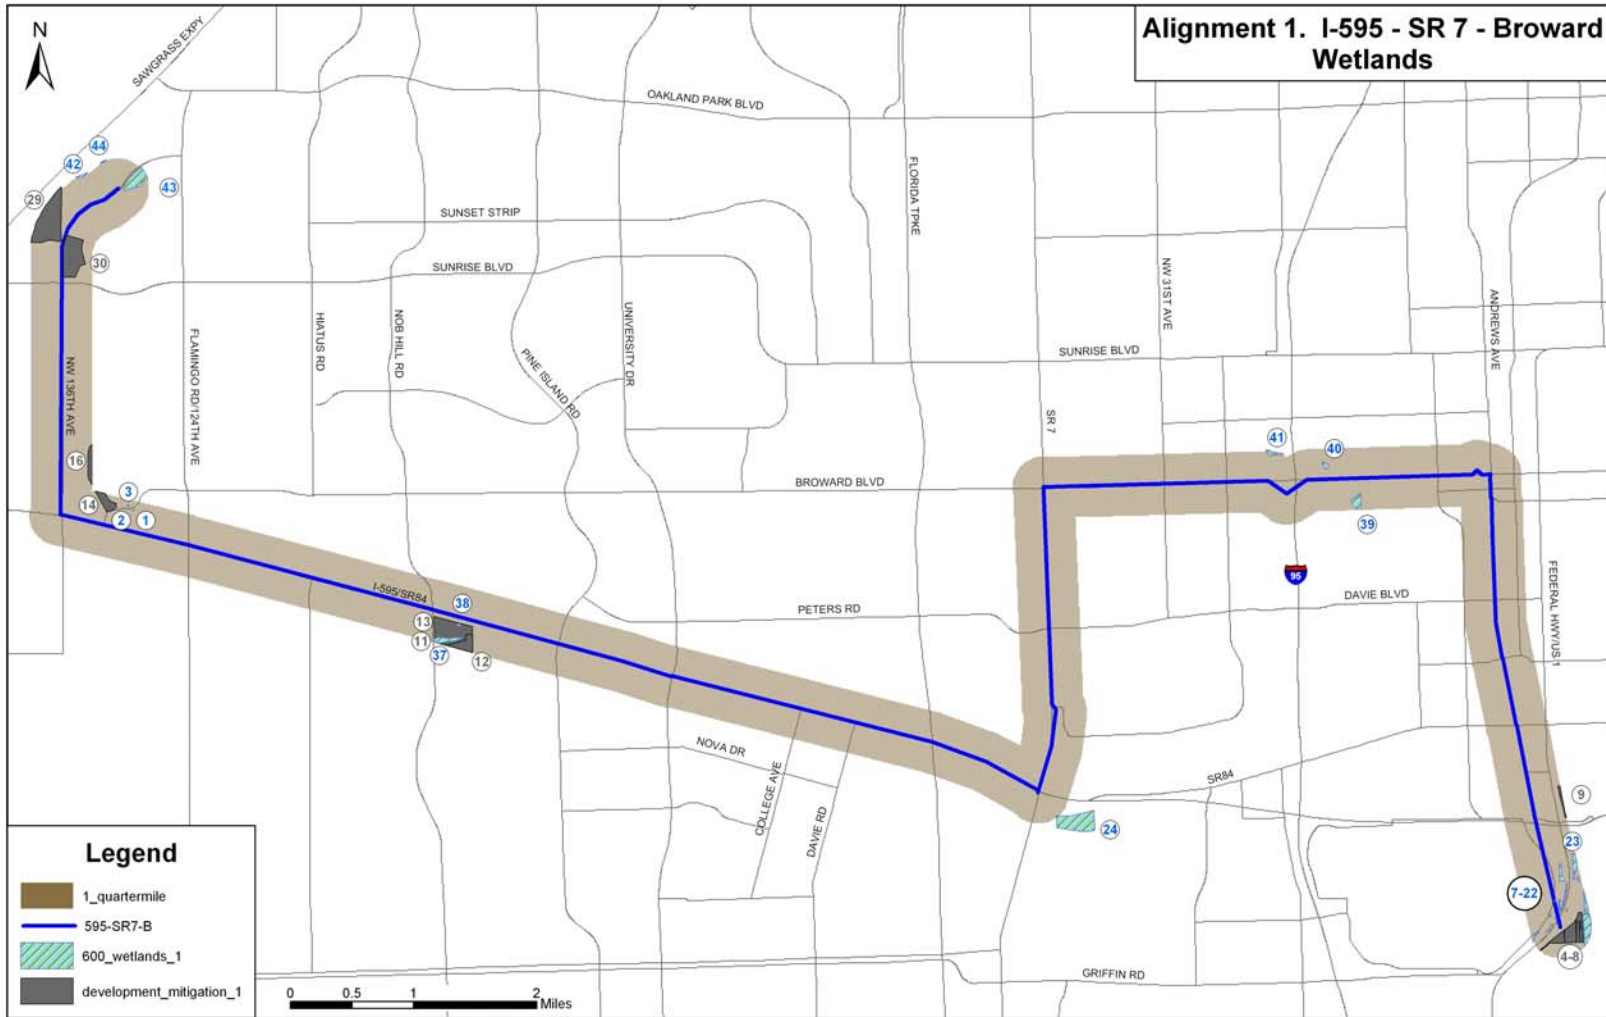 Alignment 1. I-595 - SR 7 - Broward
Wetlands
N
SAWGRASS EXPY
OAKLAND PARK BLVD
44
42
43
29
30
SUNSET STRIP
SUNRISE BLVD
FLORIDA TPKE
NW 31ST AVE
ANDREWS AVE
NW 136TH AVE
FLAMINGO RD/124TH AVE
HIATUS RD
NOB HILL RD
PINE ISLAND RD
UNIVERSITY DR
SUNRISE BLVD
SR 7
16
14
3
2
1
BROWARD BLVD
41
40
39
95
FEDERAL HWY/US1
I-595/SR84
38
13
11
37
12
PETERS RD
DAVIE BLVD
NOVA DR
COLLEGE AVE
DAVIE RD
SR84
24
9
23
7-22
4-8
GRIFFIN RD
Legend
1_quartermile
595-SR7-B
600_wetlands_1
development_mitigation_1
0 0.5 1 2
Miles